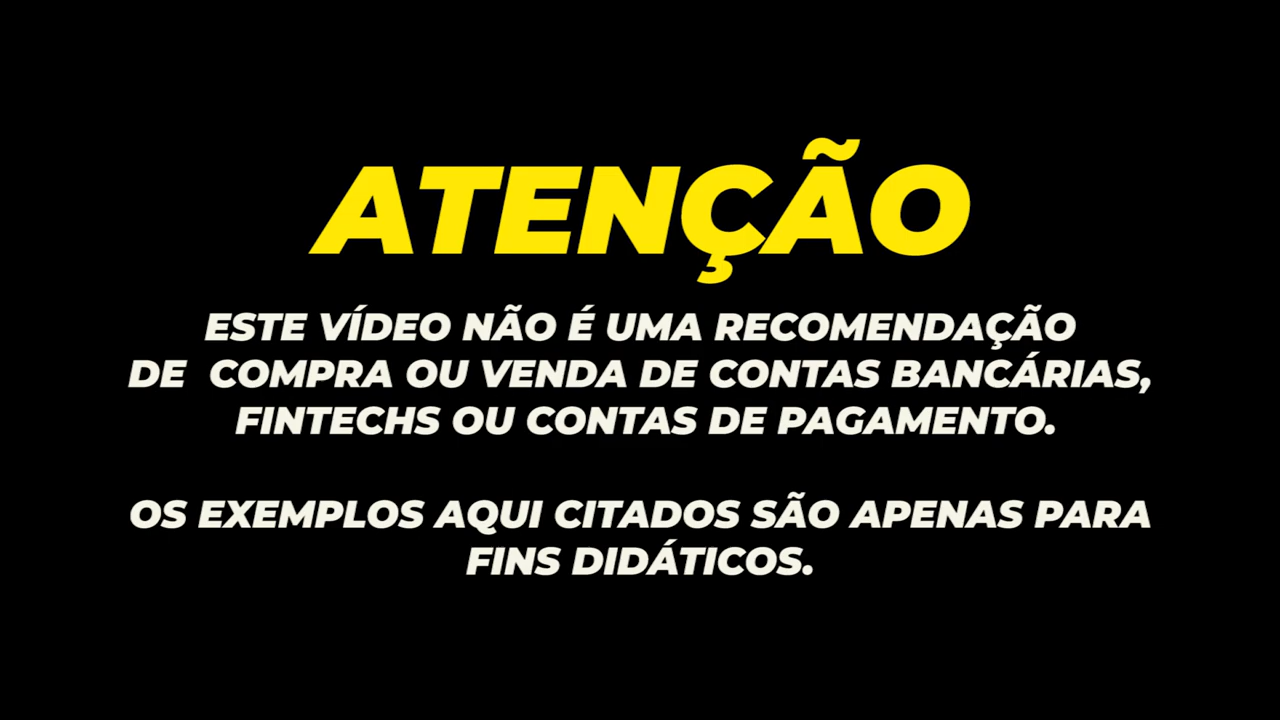 ATENÇÃO
ESTE VÍDEO NÃO É UMA RECOMENDAÇÃO
DE COMPRA OU VENDA DE CONTAS BANCÁRIAS,
FINTECHS OU CONTAS DE PAGAMENTO.
OS EXEMPLOS AQUI CITADOS SÃO APENAS PARA
FINS DIDÁTICOS.